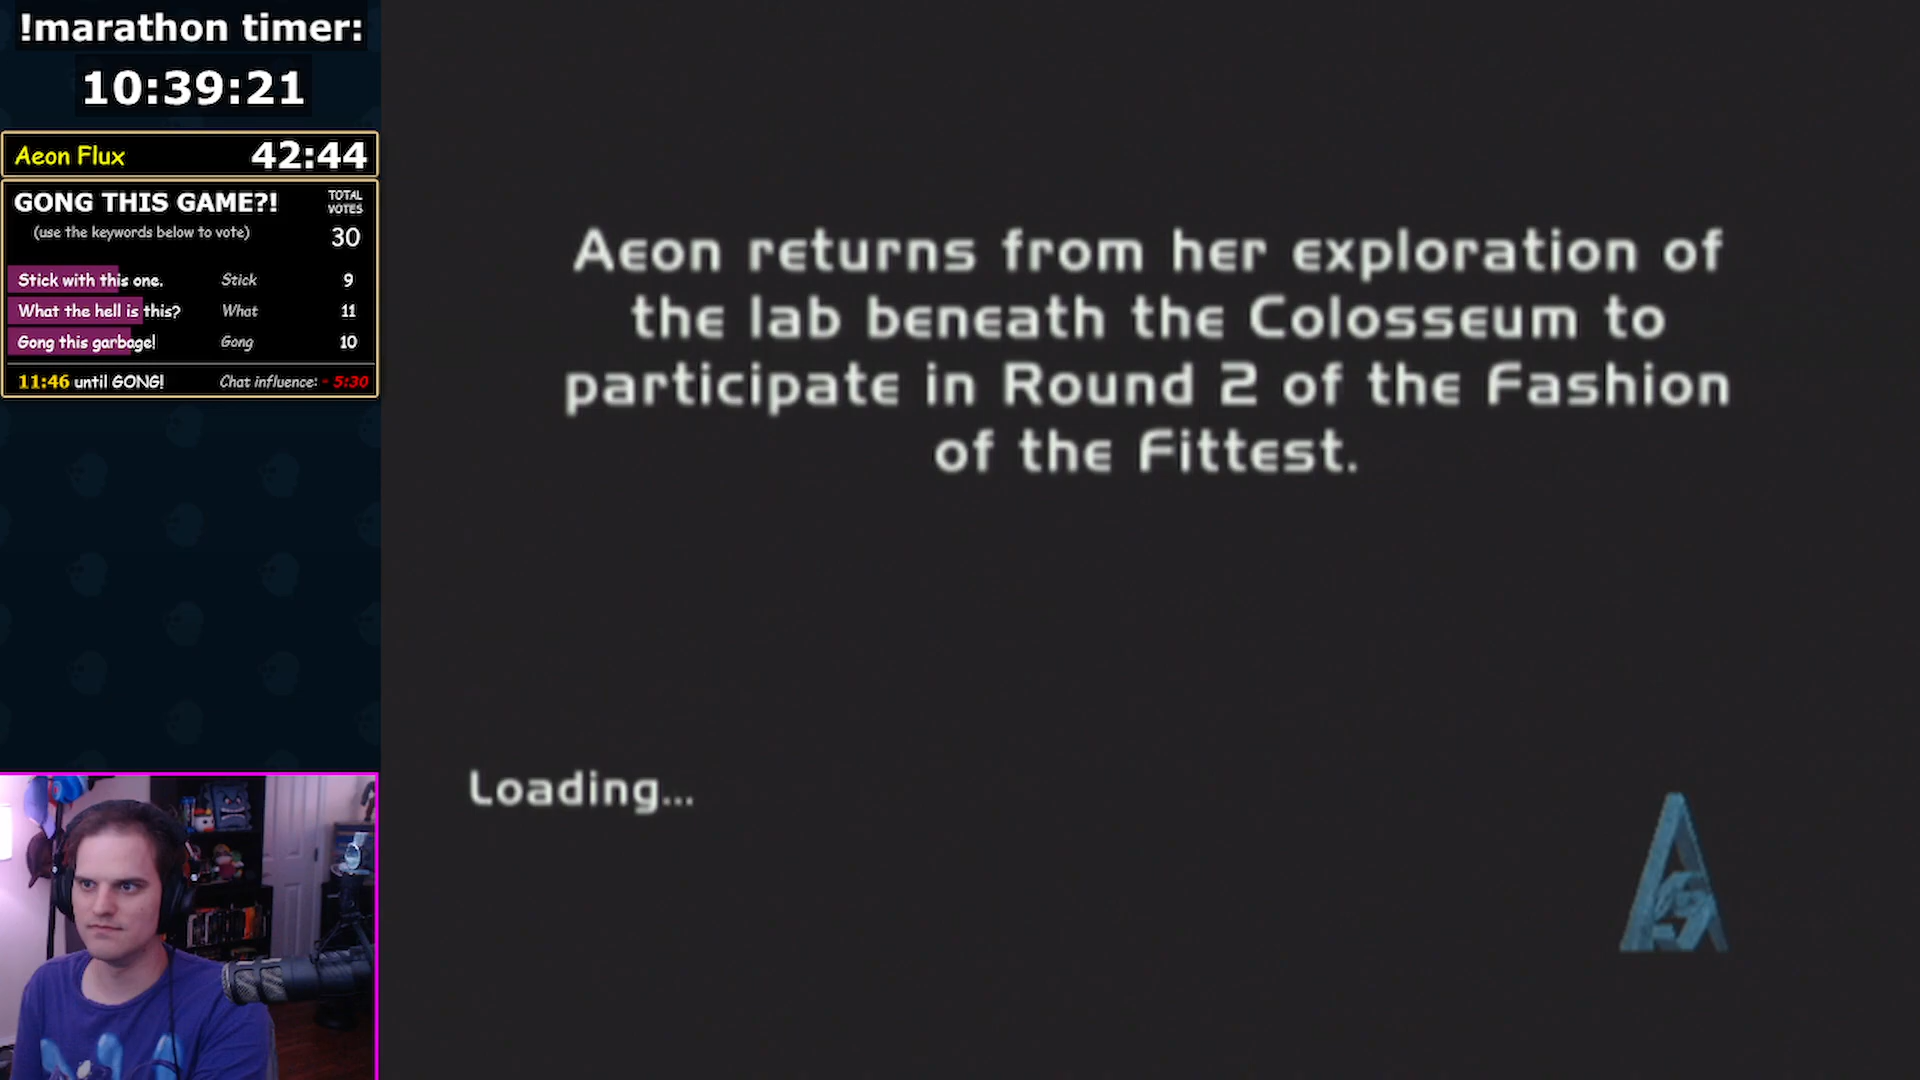 !marathon timer:
10:39:21
Aeon Flux 42:44
GONG THIS GAME?! TOTAL VOTES
(use the keywords below to vote) 30
Stick with this one. Stick 9
What the hell is this? What 11
Gong this garbage! Gong 10
11:46 until GONG! Chat influence: - 5:30
Aeon returns from her exploration of
the lab beneath the Colosseum to
participate in Round 2 of the Fashion
of the Fittest.
Loading...